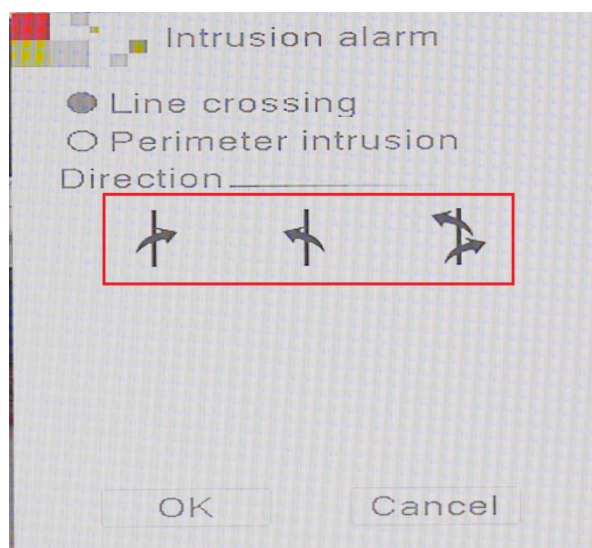 Intrusion alarm
Line crossing
Perimeter intrusion
Direction
OK
Cancel